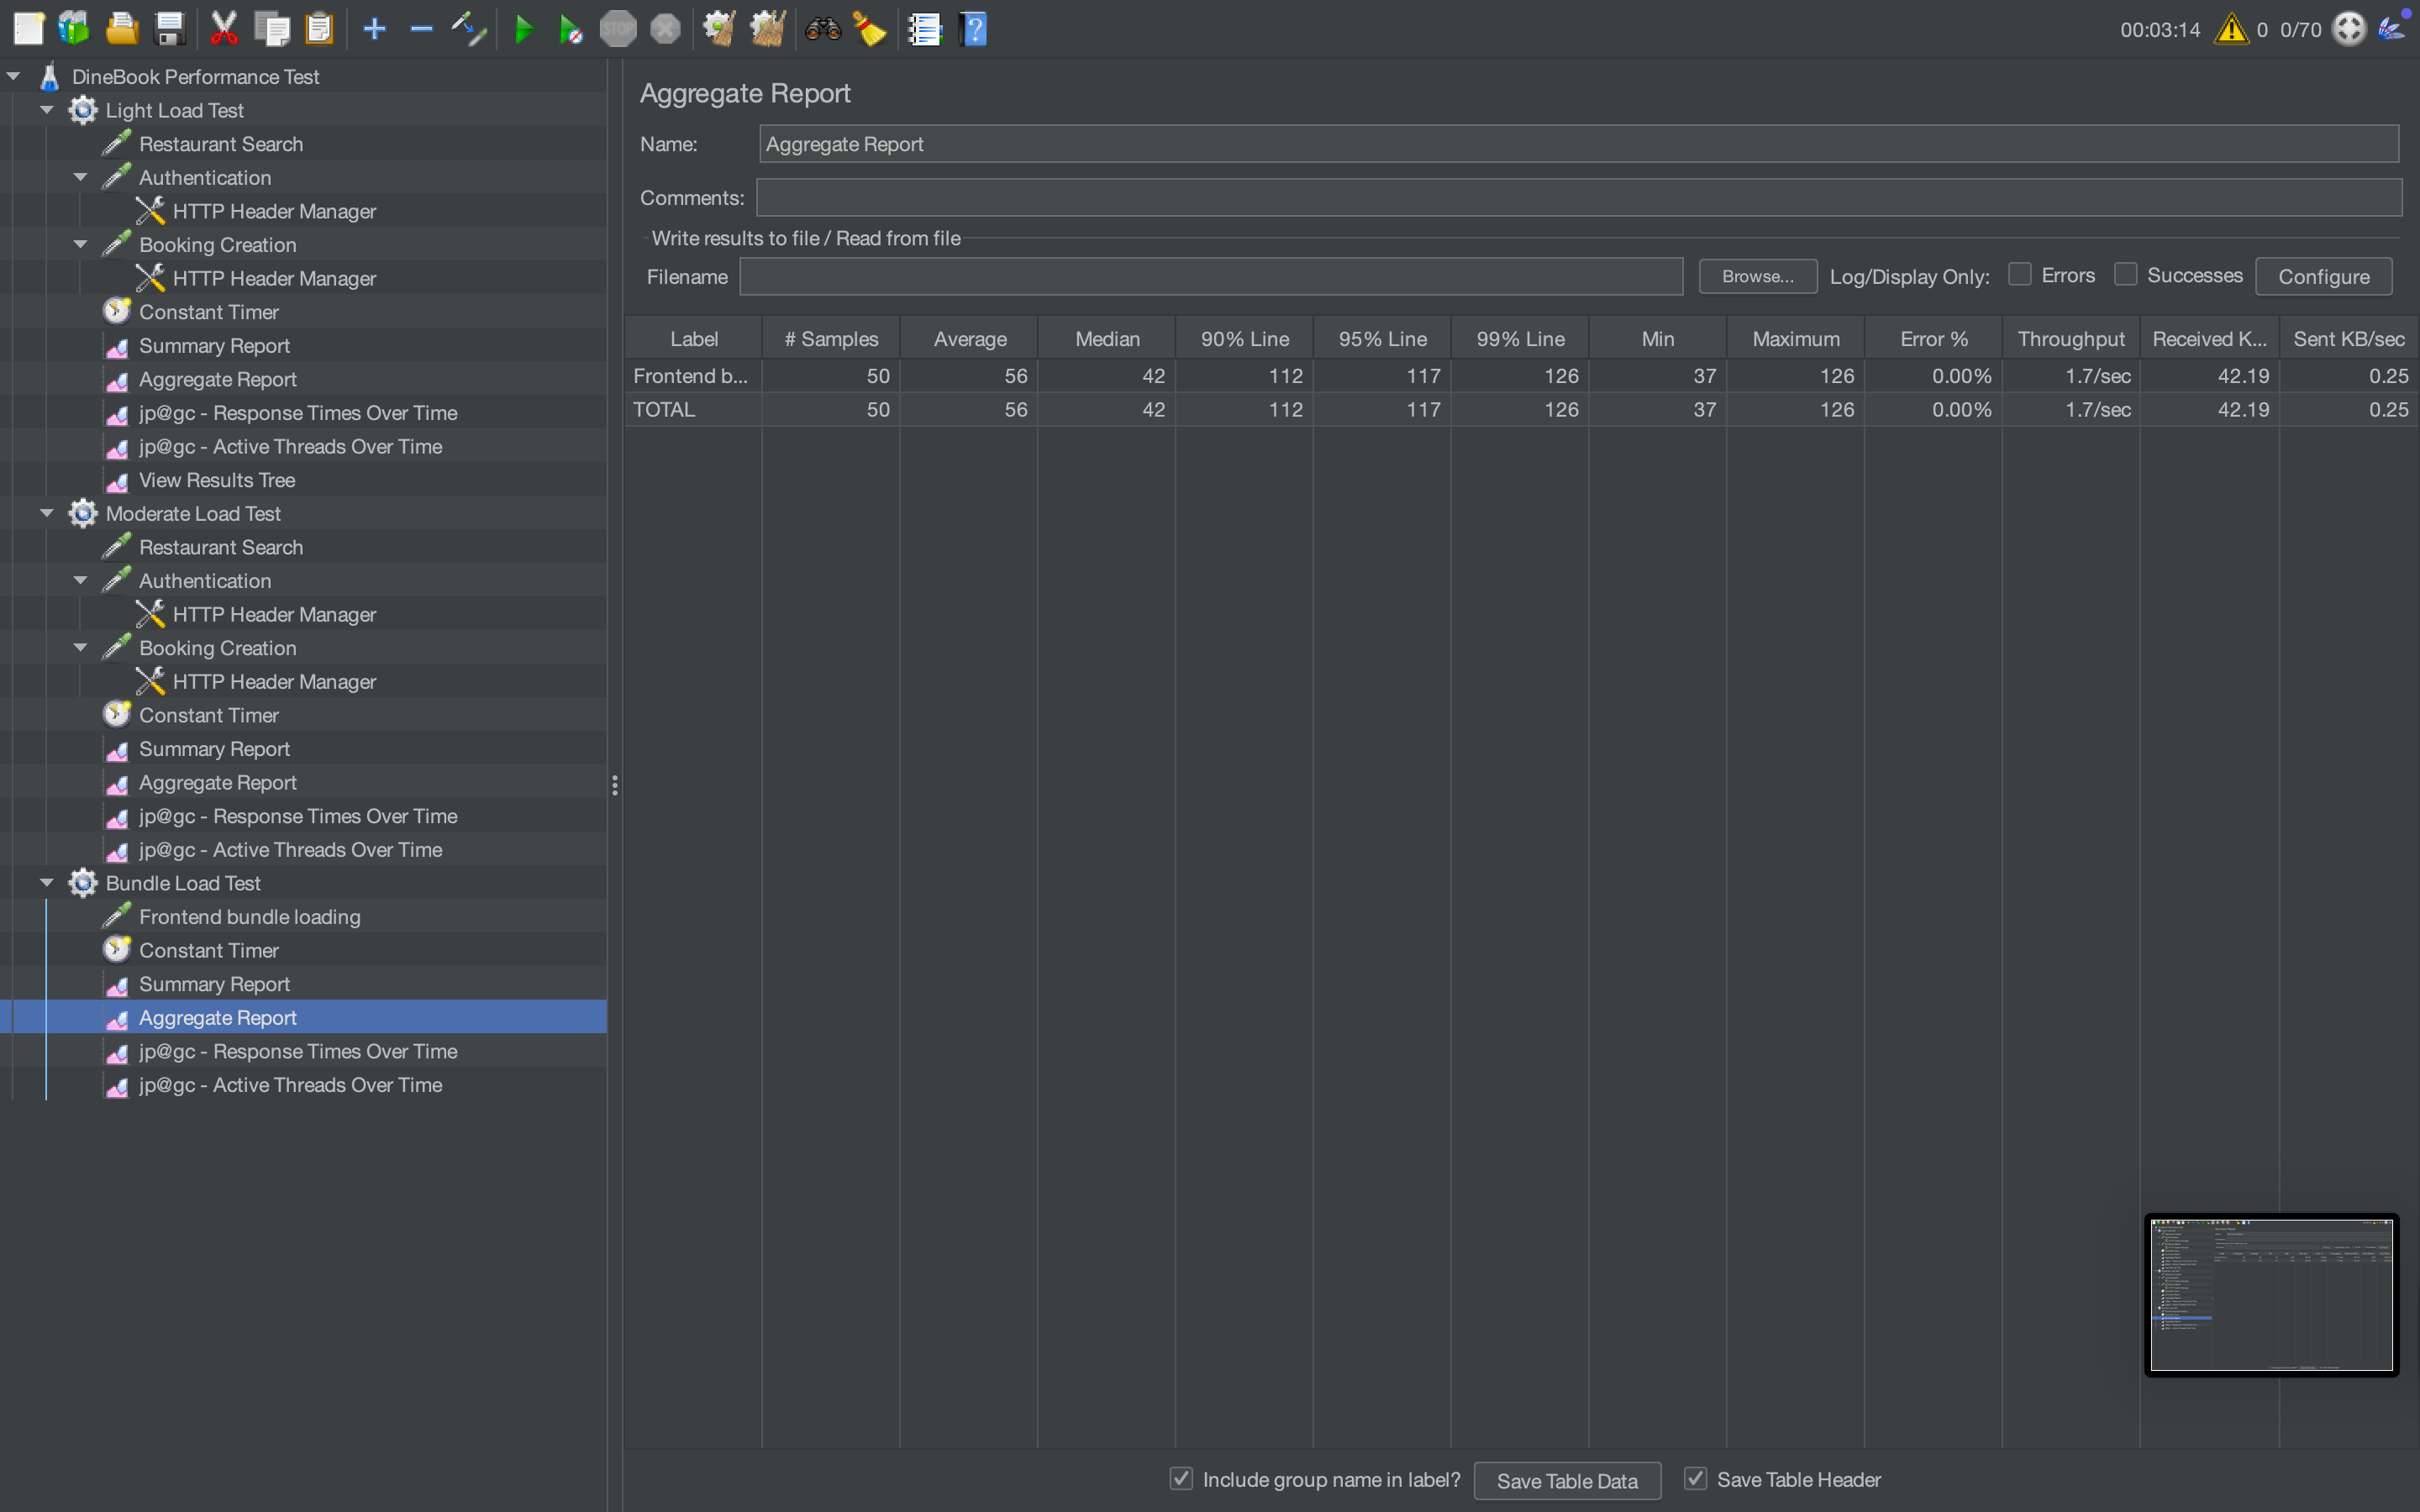 00:03:14 0 0/70
DineBook Performance Test
Light Load Test
Restaurant Search
Authentication
HTTP Header Manager
Booking Creation
HTTP Header Manager
Constant Timer
Summary Report
Aggregate Report
jp@gc - Response Times Over Time
jp@gc - Active Threads Over Time
View Results Tree
Moderate Load Test
Restaurant Search
Authentication
HTTP Header Manager
Booking Creation
HTTP Header Manager
Constant Timer
Summary Report
Aggregate Report
jp@gc - Response Times Over Time
jp@gc - Active Threads Over Time
Bundle Load Test
Frontend bundle loading
Constant Timer
Summary Report
Aggregate Report
jp@gc - Response Times Over Time
jp@gc - Active Threads Over Time
Aggregate Report
Name: Aggregate Report
Comments:
Write results to file / Read from file
Filename Browse... Log/Display Only: Errors Successes Configure
Label # Samples Average Median 90% Line 95% Line 99% Line Min Maximum Error % Throughput Received K... Sent KB/sec
Frontend b... 50 56 42 112 117 126 37 126 0.00% 1.7/sec 42.19 0.25
TOTAL 50 56 42 112 117 126 37 126 0.00% 1.7/sec 42.19 0.25
Include group name in label? Save Table Data Save Table Header